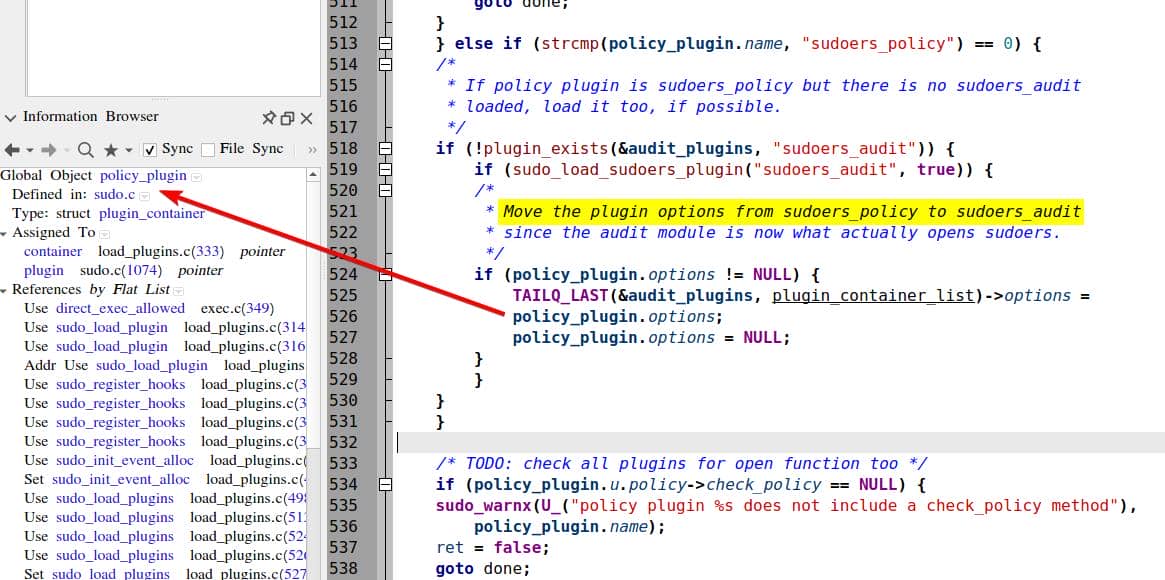 Information Browser
Sync File Sync »
Global Object policy_plugin
Defined in: sudo.c
Type: struct plugin_container
Assigned To
container load_plugins.c(333) pointer
plugin sudo.c(1074) pointer
References by Flat List
Use direct_exec_allowed exec.c(349)
Use sudo_load_plugin load_plugins.c(314
Use sudo_load_plugin load_plugins.c(316
Addr Use sudo_load_plugin load_plugins
Use sudo_register_hooks load_plugins.c(3
Use sudo_register_hooks load_plugins.c(3
Use sudo_register_hooks load_plugins.c(3
Use sudo_register_hooks load_plugins.c(3
Use sudo_init_event_alloc load_plugins.c(
Set sudo_init_event_alloc load_plugins.c(
Use sudo_load_plugins load_plugins.c(498
Use sudo_load_plugins load_plugins.c(51
Use sudo_load_plugins load_plugins.c(524
Use sudo_load_plugins load_plugins.c(526
Set sudo_load_plugins load_plugins.c(527
511 goto done;
512 }
513 } else if (strcmp(policy_plugin.name, "sudoers_policy") == 0) {
514 /*
515 * If policy plugin is sudoers_policy but there is no sudoers_audit
516 * loaded, load it too, if possible.
517 */
518 if (!plugin_exists(&audit_plugins, "sudoers_audit")) {
519 if (sudo_load_sudoers_plugin("sudoers_audit", true)) {
520 /*
521 * Move the plugin options from sudoers_policy to sudoers_audit
522 * since the audit module is now what actually opens sudoers.
523 */
524 if (policy_plugin.options != NULL) {
525 TAILQ_LAST(&audit_plugins, plugin_container_list)->options =
526 policy_plugin.options;
527 policy_plugin.options = NULL;
528 }
529 }
530 }
531 }
532
533 /* TODO: check all plugins for open function too */
534 if (policy_plugin.u.policy->check_policy == NULL) {
535 sudo_warnx(U_("policy plugin %s does not include a check_policy method"),
536 policy_plugin.name);
537 ret = false;
538 goto done;